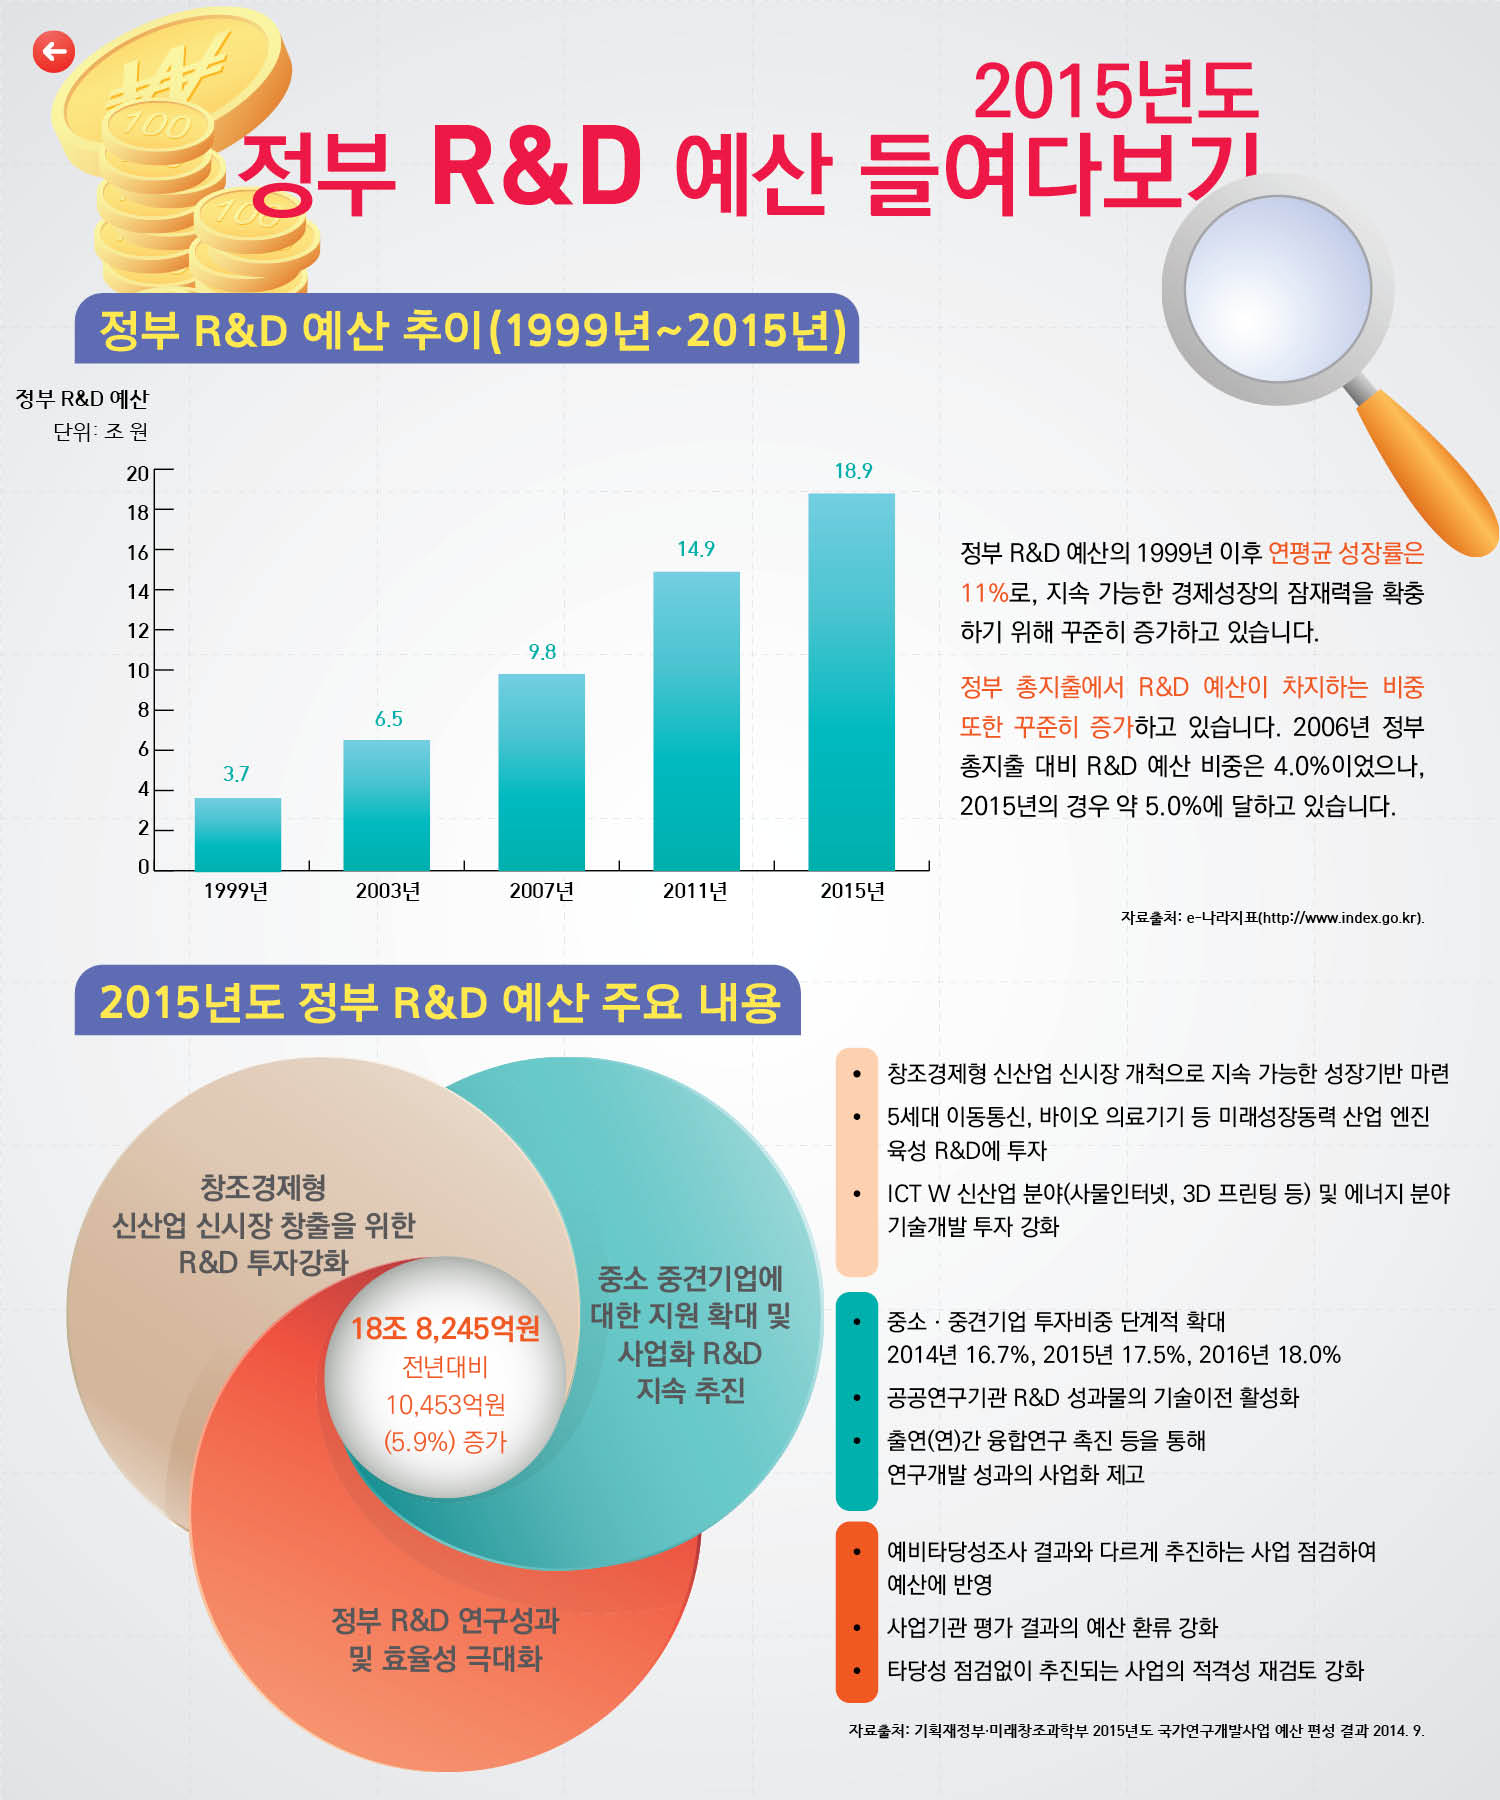 2015년도
정부 R&D 예산 들여다보기
100
100
정부 R&D 예산 추이(1999년~2015년)
정부 R&D 예산
단위: 조 원
20
18
16
14
12
10
8
6
4
2
0
3.7
6.5
9.8
14.9
18.9
1999년
2003년
2007년
2011년
2015년
정부 R&D 예산의 1999년 이후 연평균 성장률은
11%로, 지속 가능한 경제성장의 잠재력을 확충
하기 위해 꾸준히 증가하고 있습니다.
정부 총지출에서 R&D 예산이 차지하는 비중
또한 꾸준히 증가하고 있습니다. 2006년 정부
총지출 대비 R&D 예산 비중은 4.0%이었으나,
2015년의 경우 약 5.0%에 달하고 있습니다.
자료출처: e-나라지표(http://www.index.go.kr).
2015년도 정부 R&D 예산 주요 내용
창조경제형
신산업 신시장 창출을 위한
R&D 투자강화
중소 중견기업에
대한 지원 확대 및
사업화 R&D
지속 추진
18조 8,245억원
전년대비
10,453억원
(5.9%) 증가
정부 R&D 연구성과
및 효율성 극대화
• 창조경제형 신산업 신시장 개척으로 지속 가능한 성장기반 마련
• 5세대 이동통신, 바이오 의료기기 등 미래성장동력 산업 엔진
육성 R&D에 투자
• ICT W 신산업 분야(사물인터넷, 3D 프린팅 등) 및 에너지 분야
기술개발 투자 강화
• 중소 · 중견기업 투자비중 단계적 확대
2014년 16.7%, 2015년 17.5%, 2016년 18.0%
• 공공연구기관 R&D 성과물의 기술이전 활성화
• 출연(연)간 융합연구 촉진 등을 통해
연구개발 성과의 사업화 제고
• 예비타당성조사 결과와 다르게 추진하는 사업 점검하여
예산에 반영
• 사업기관 평가 결과의 예산 환류 강화
• 타당성 점검없이 추진되는 사업의 적격성 재검토 강화
자료출처: 기획재정부·미래창조과학부 2015년도 국가연구개발사업 예산 편성 결과 2014. 9.